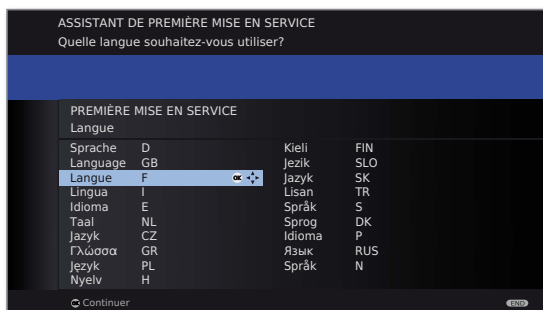 ASSISTANT DE PREMIÈRE MISE EN SERVICE
Quelle langue souhaitez-vous utiliser?
PREMIÈRE MISE EN SERVICE
Langue
Sprache D
Language GB
Langue F OK
Lingua I
Idioma E
Taal NL
Jazyk CZ
Γλώσσα GR
Język PL
Nyelv H
Kieli FIN
Jezik SLO
Jazyk SK
Lisan TR
Språk S
Sprog DK
Idioma P
Язык RUS
Språk N
OK Continuer
END